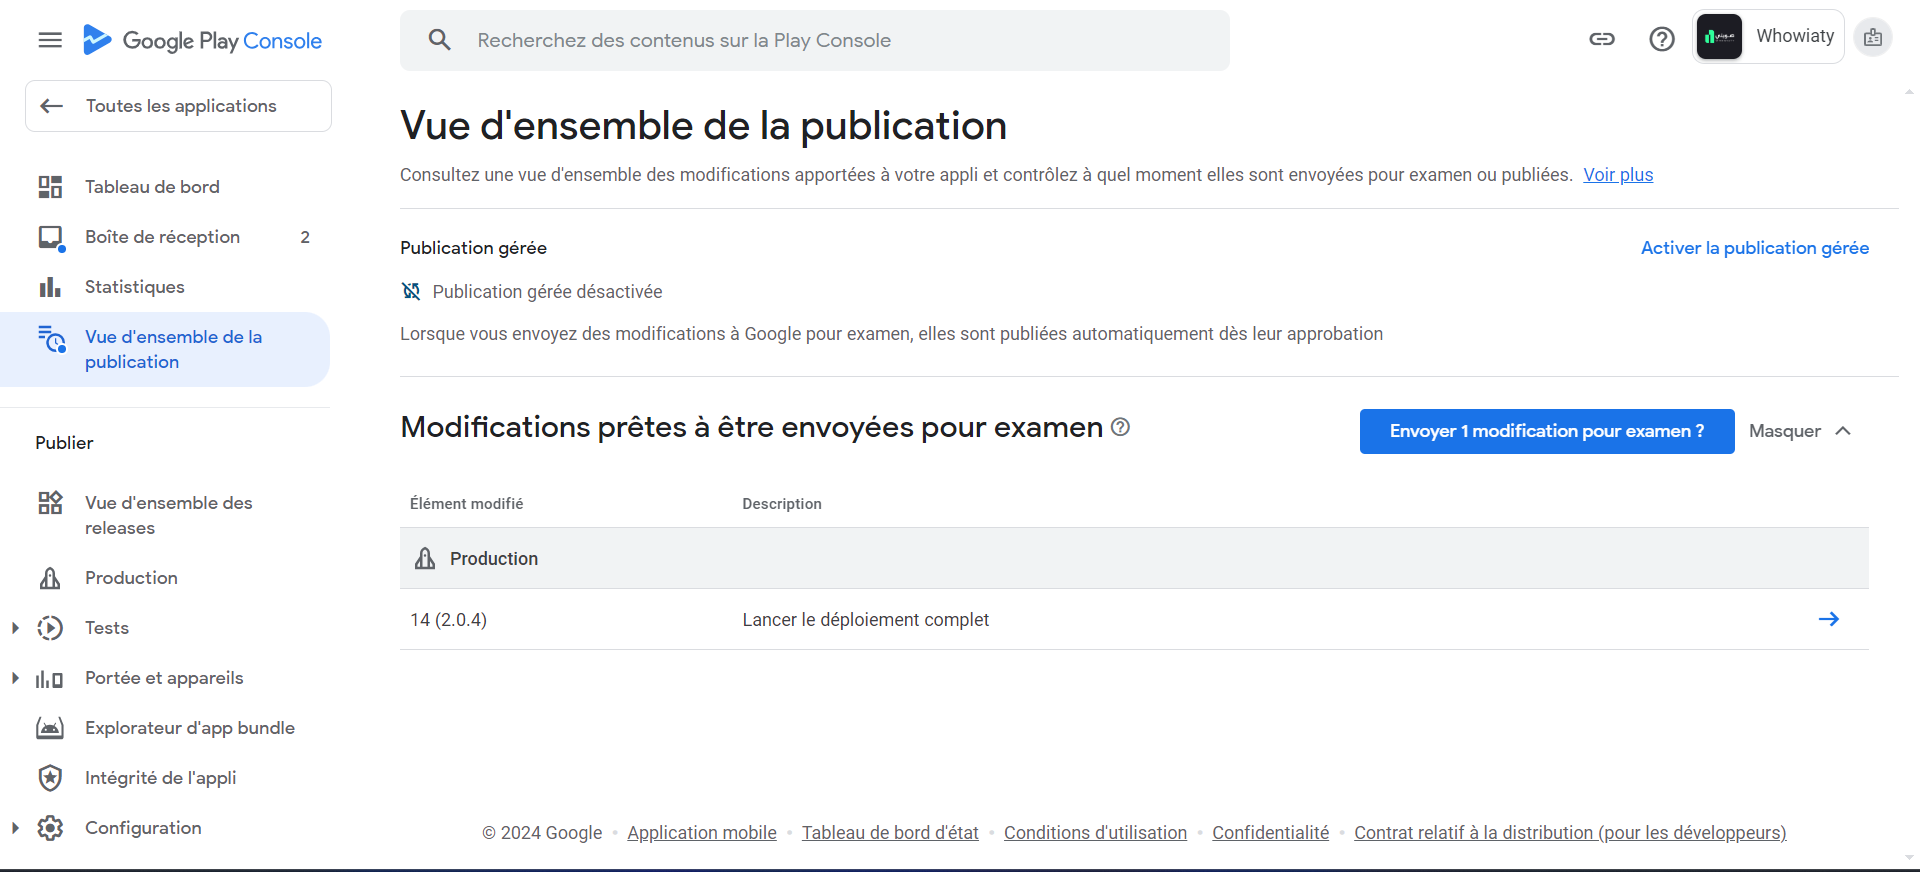 Google Play Console
Recherchez des contenus sur la Play Console
Whowiaty
Toutes les applications
Tableau de bord
Boîte de réception 2
Statistiques
Vue d'ensemble de la
publication
Publier
Vue d'ensemble des
releases
Production
Tests
Portée et appareils
Explorateur d'app bundle
Intégrité de l'appli
Configuration
Vue d'ensemble de la publication
Consultez une vue d'ensemble des modifications apportées à votre appli et contrôlez à quel moment elles sont envoyées pour examen ou publiées. Voir plus
Publication gérée
Activer la publication gérée
Publication gérée désactivée
Lorsque vous envoyez des modifications à Google pour examen, elles sont publiées automatiquement dès leur approbation
Modifications prêtes à être envoyées pour examen
Envoyer 1 modification pour examen ?
Masquer
Élément modifié Description
Production
14 (2.0.4) Lancer le déploiement complet
© 2024 Google • Application mobile • Tableau de bord d'état • Conditions d'utilisation • Confidentialité • Contrat relatif à la distribution (pour les développeurs)